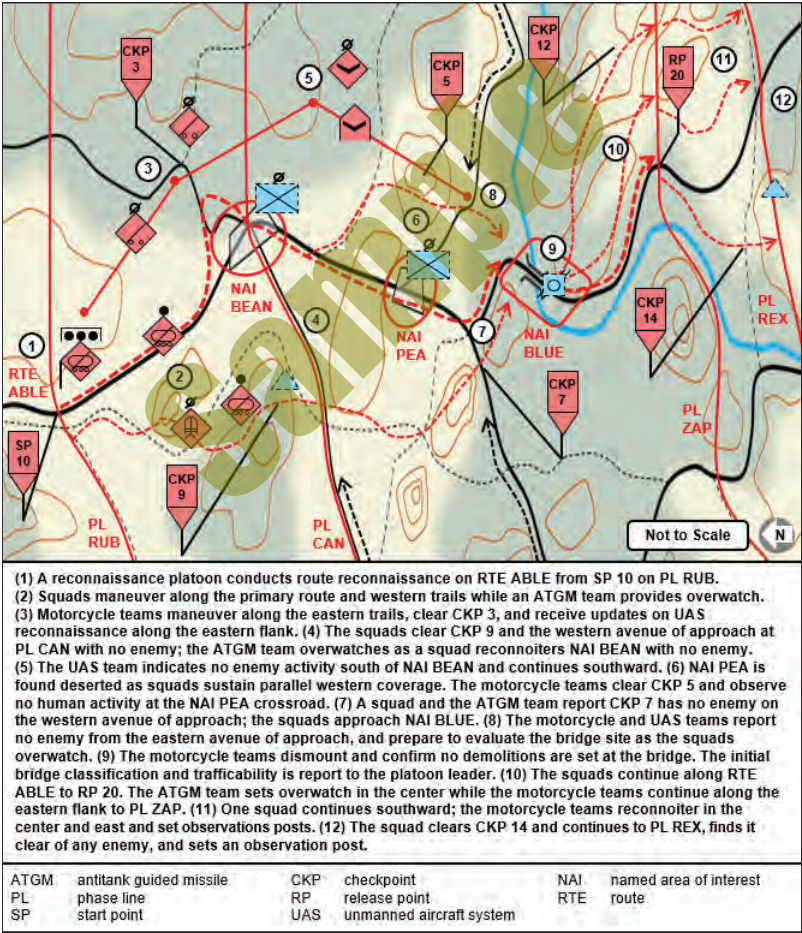 CKP
3
CKP
5
CKP
12
RP
20
11
12
5
3
10
8
6
9
NAI
BEAN
NAI
PEA
NAI
BLUE
4
7
CKP
14
PL
REX
1
RTE
ABLE
2
SP
10
CKP
9
CKP
7
PL
ZAP
PL
RUB
PL
CAN
Sample
Not to Scale
N
(1) A reconnaissance platoon conducts route reconnaissance on RTE ABLE from SP 10 on PL RUB.
(2) Squads maneuver along the primary route and western trails while an ATGM team provides overwatch.
(3) Motorcycle teams maneuver along the eastern trails, clear CKP 3, and receive updates on UAS
reconnaissance along the eastern flank. (4) The squads clear CKP 9 and the western avenue of approach at
PL CAN with no enemy; the ATGM team overwatches as a squad reconnoiters NAI BEAN with no enemy.
(5) The UAS team indicates no enemy activity south of NAI BEAN and continues southward. (6) NAI PEA is
found deserted as squads sustain parallel western coverage. The motorcycle teams clear CKP 5 and observe
no human activity at the NAI PEA crossroad. (7) A squad and the ATGM team report CKP 7 has no enemy on
the western avenue of approach; the squads approach NAI BLUE. (8) The motorcycle and UAS teams report
no enemy from the eastern avenue of approach, and prepare to evaluate the bridge site as the squads
overwatch. (9) The motorcycle teams dismount and confirm no demolitions are set at the bridge. The initial
bridge classification and trafficability is report to the platoon leader. (10) The squads continue along RTE
ABLE to RP 20. The ATGM team sets overwatch in the center while the motorcycle teams continue along the
eastern flank to PL ZAP. (11) One squad continues southward; the motorcycle teams reconnoiter in the
center and east and set observations posts. (12) The squad clears CKP 14 and continues to PL REX, finds it
clear of any enemy, and sets an observation post.
ATGM antitank guided missile CKP checkpoint NAI named area of interest
PL phase line RP release point RTE route
SP start point UAS unmanned aircraft system